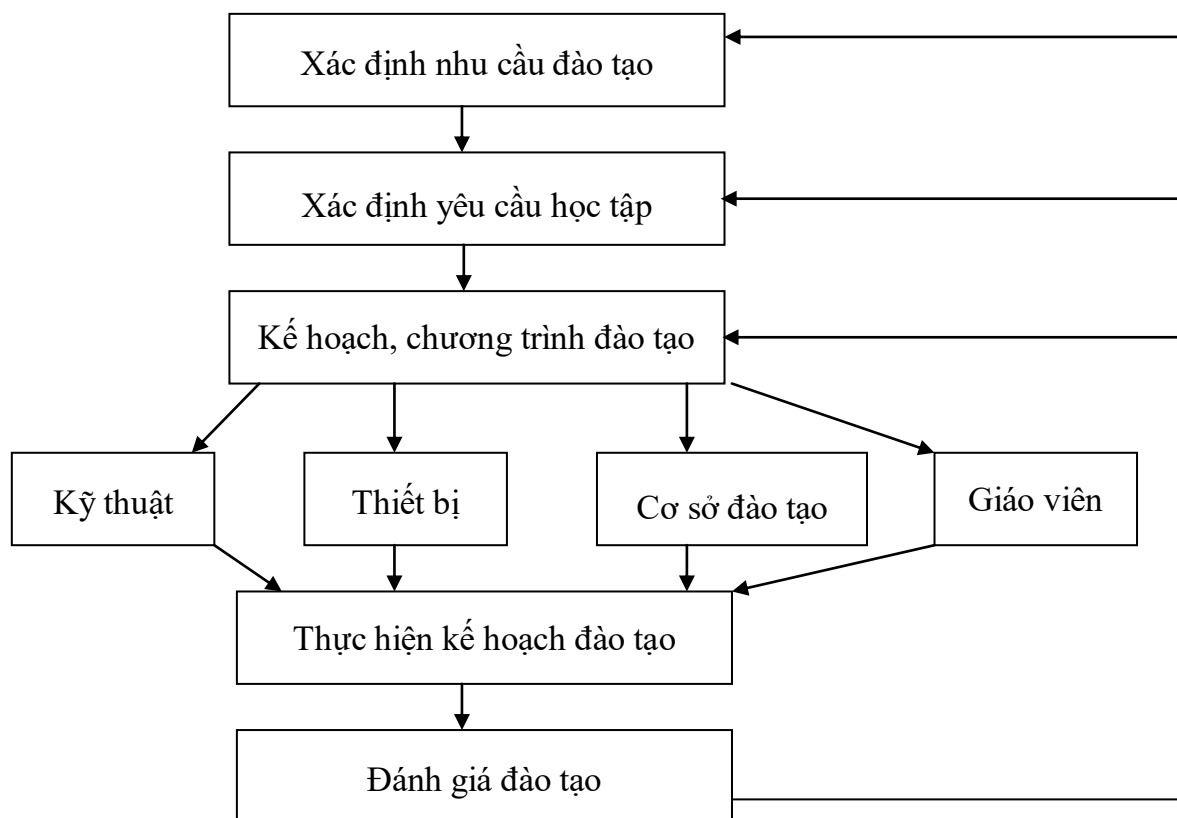 Xác định nhu cầu đào tạo
Xác định yêu cầu học tập
Kế hoạch, chương trình đào tạo
Kỹ thuật
Thiết bị
Cơ sở đào tạo
Giáo viên
Thực hiện kế hoạch đào tạo
Đánh giá đào tạo